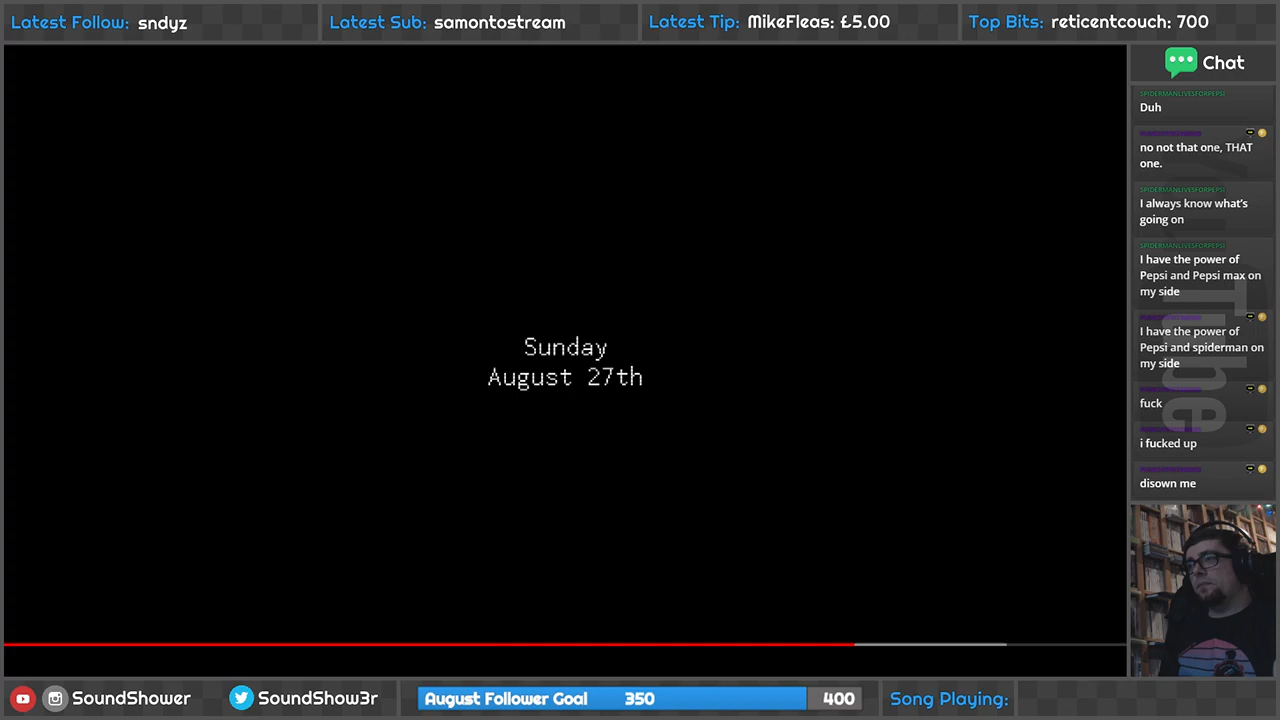 Latest Follow: sndyz
Latest Sub: samontostream
Latest Tip: MikeFleas: £5.00
Top Bits: reticentcouch: 700
Chat
SPIDERMANLIVESFORPEPSI
Duh
no not that one, THAT
one.
SPIDERMANLIVESFORPEPSI
I always know what's
going on
SPIDERMANLIVESFORPEPSI
I have the power of
Pepsi and Pepsi max on
my side
I have the power of
Pepsi and spiderman on
my side
fuck
i fucked up
disown me
Sunday
August 27th
SoundShower
SoundShow3r
August Follower Goal 350 400
Song Playing: